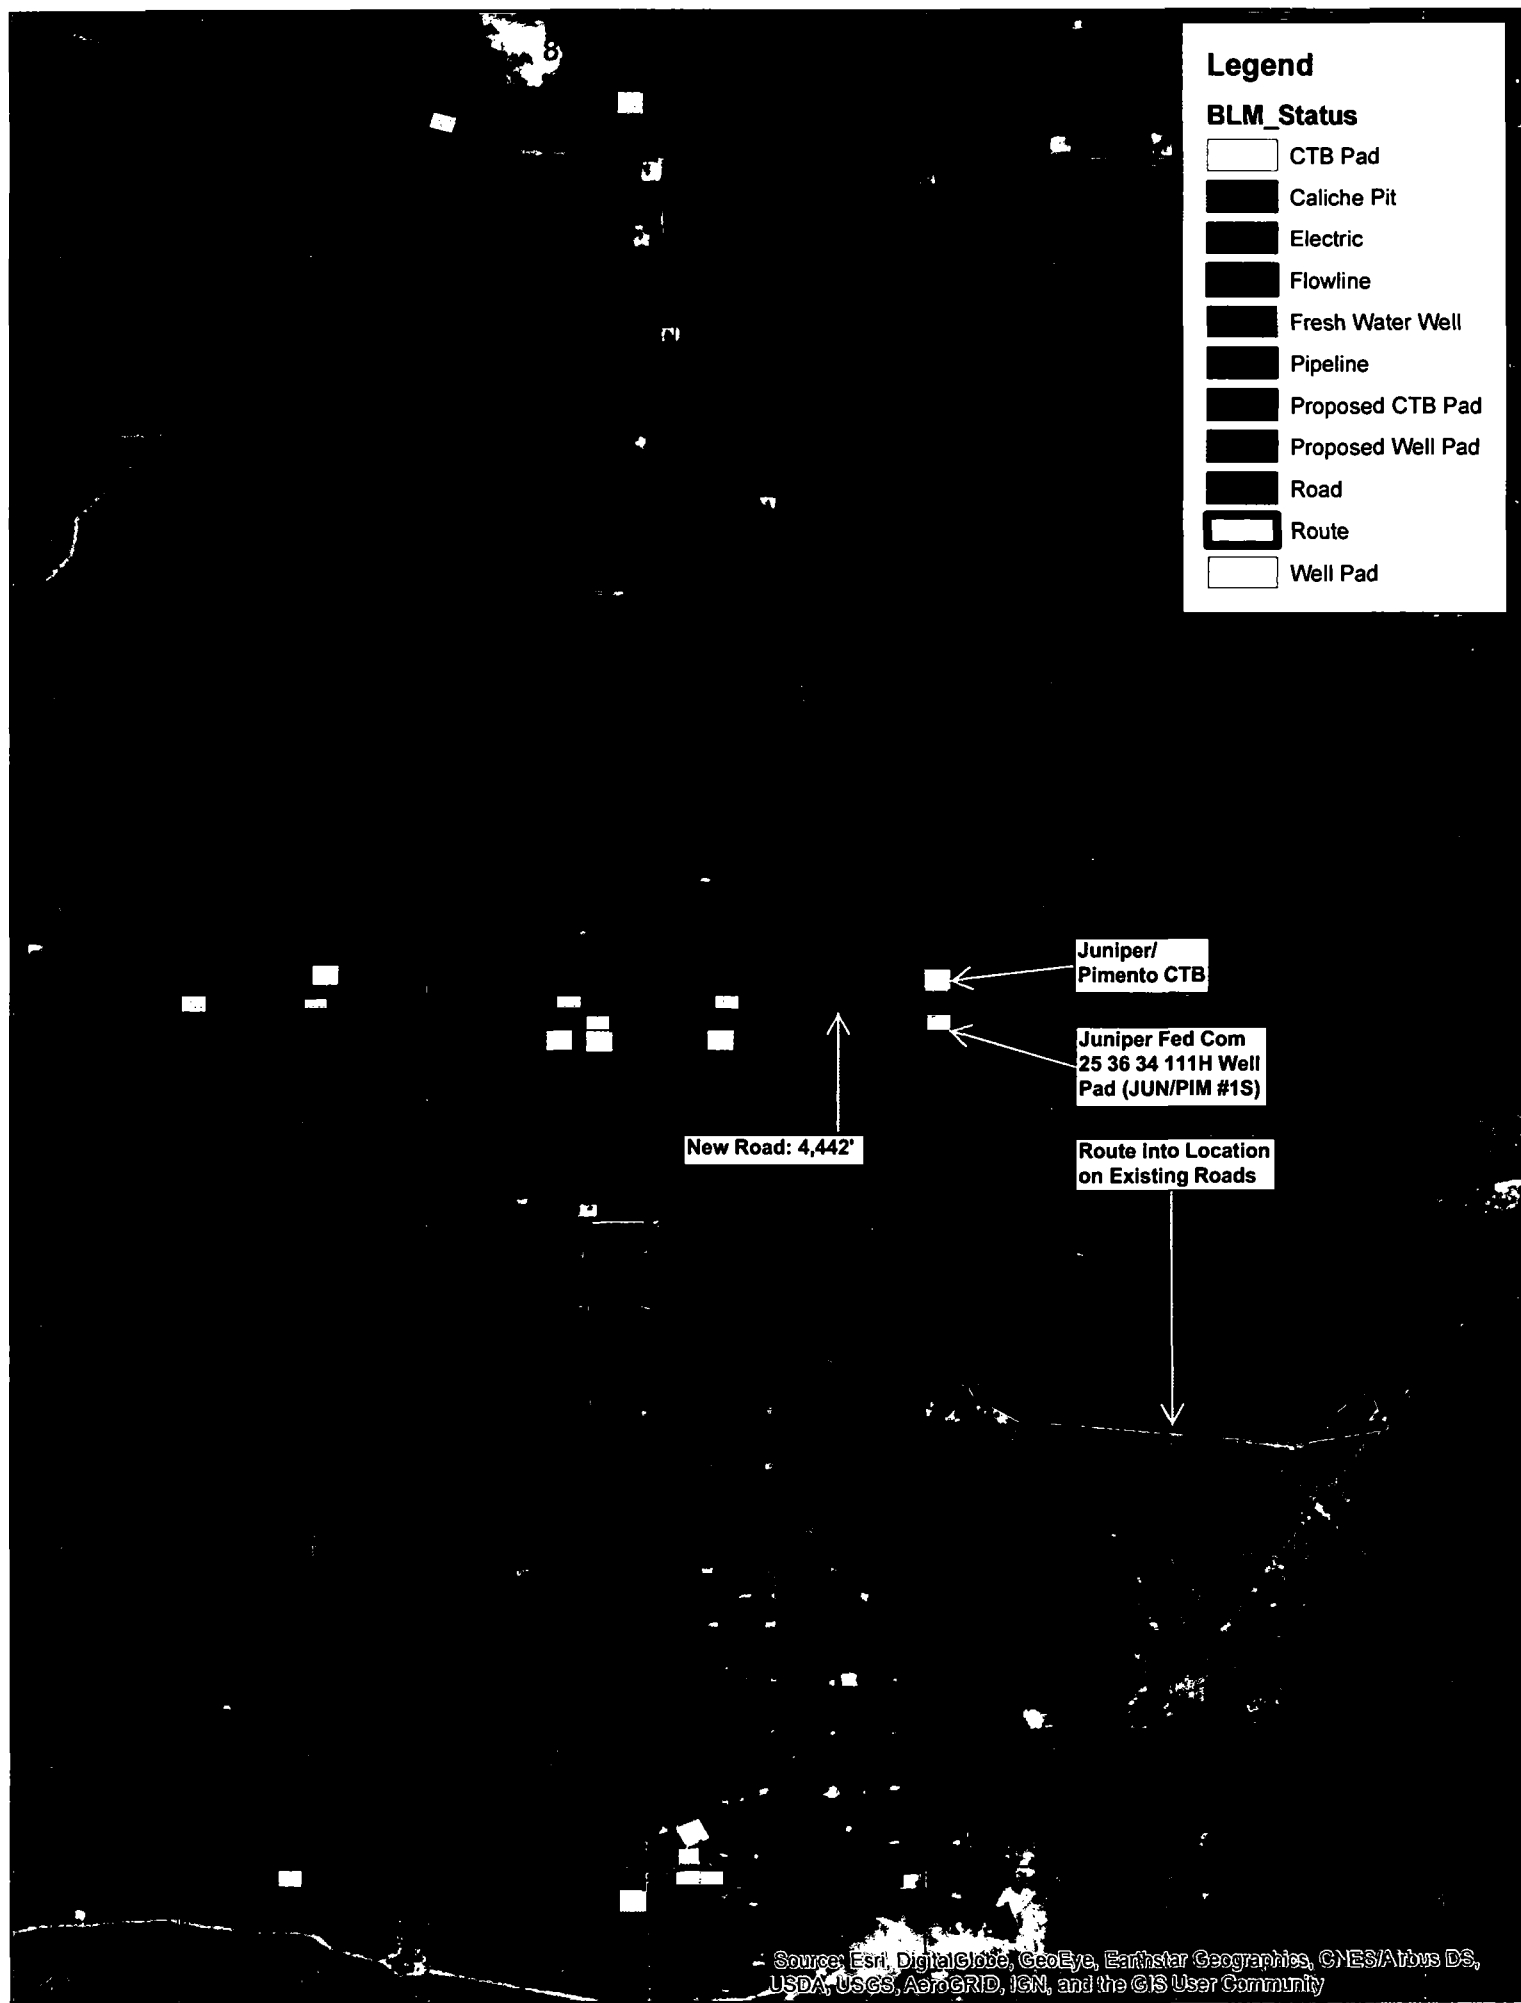 Legend
BLM_Status
CTB Pad
Caliche Pit
Electric
Flowline
Fresh Water Well
Pipeline
Proposed CTB Pad
Proposed Well Pad
Road
Route
Well Pad
Juniper/
Pimento CTB
Juniper Fed Com
25 36 34 111H Well
Pad (JUN/PIM #1S)
New Road: 4,442'
Route into Location
on Existing Roads
Source: Esri, DigitalGlobe, GeoEye, Earthstar Geographics, CNES/Airbus DS,
USDA, USGS, AeroGRID, IGN, and the GIS User Community